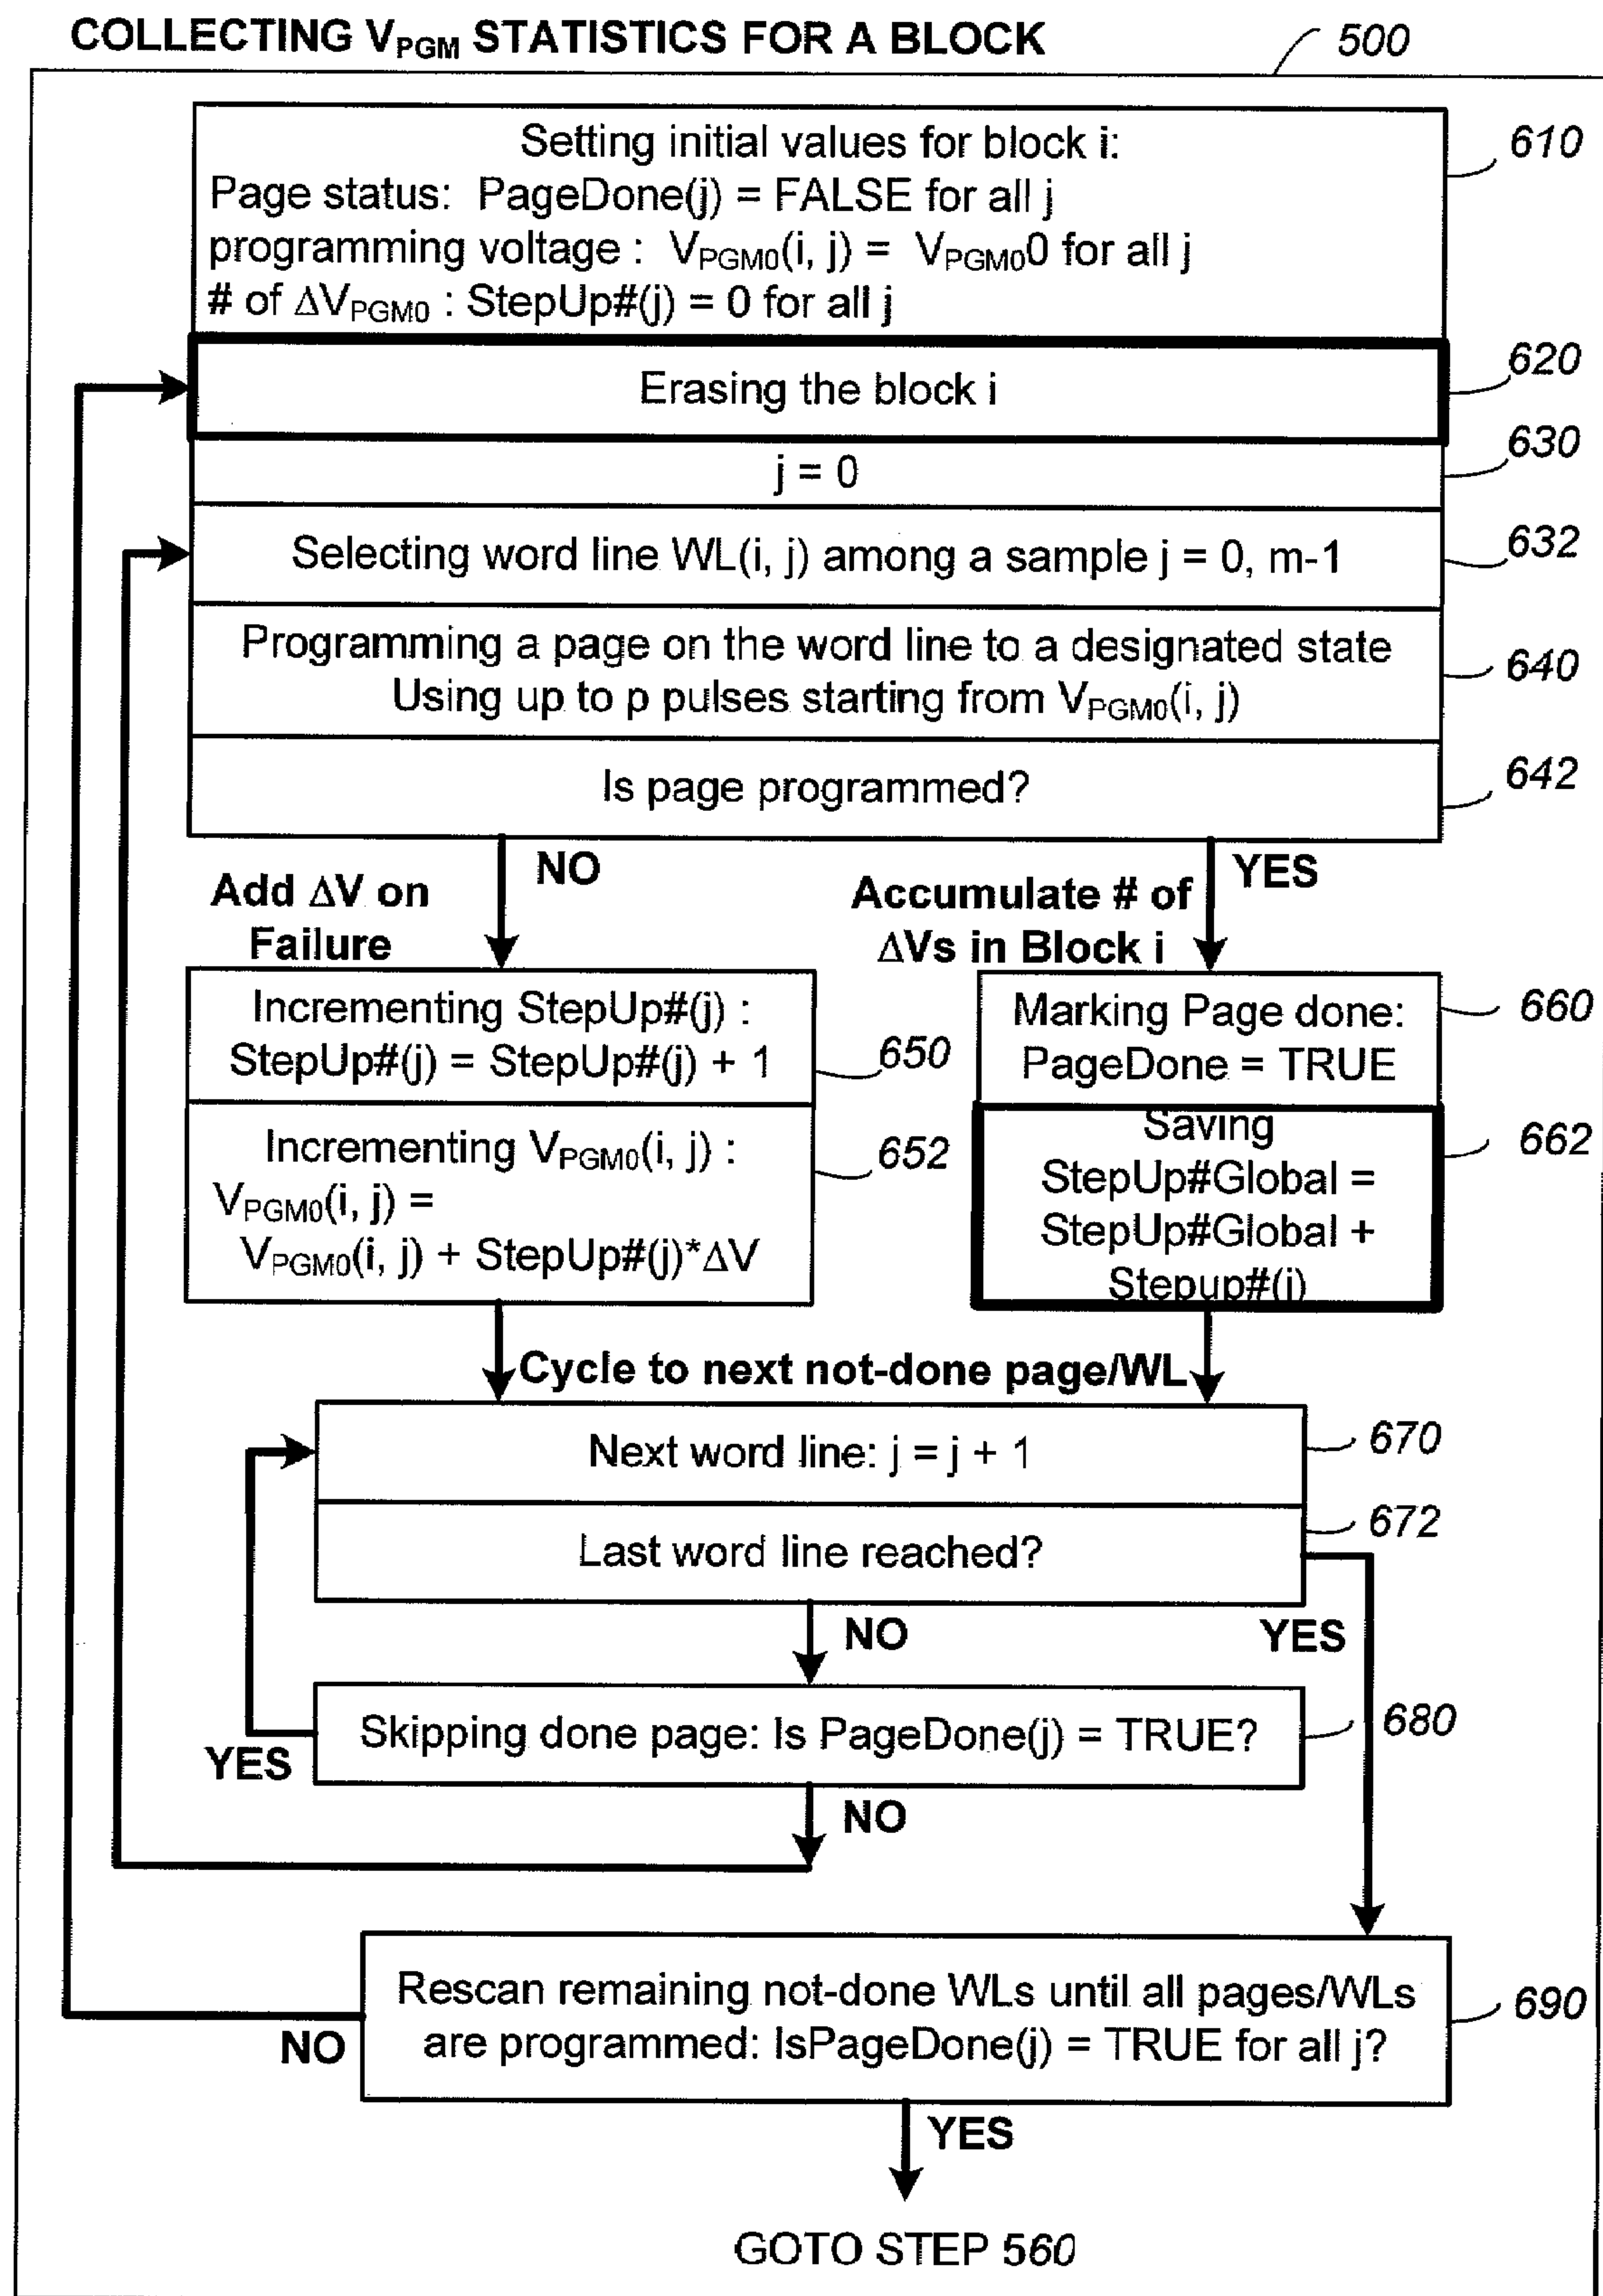 COLLECTING VPGM STATISTICS FOR A BLOCK
500
Setting initial values for block i:
610
Page status: PageDone(j) = FALSE for all j
programming voltage : VPGM0(i, j) = VPGM00 for all j
# of ΔVPGM0 : StepUp#(j) = 0 for all j
Erasing the block i
620
j = 0
630
Selecting word line WL(i, j) among a sample j = 0, m-1
632
Programming a page on the word line to a designated state
Using up to p pulses starting from VPGM0(i, j)
640
Is page programmed?
642
NO
YES
Add ΔV on
Failure
Accumulate # of
ΔVs in Block i
Incrementing StepUp#(j) :
StepUp#(j) = StepUp#(j) + 1
650
Marking Page done:
PageDone = TRUE
660
Incrementing VPGM0(i, j) :
VPGM0(i, j) =
VPGM0(i, j) + StepUp#(j)*ΔV
652
Saving
StepUp#Global =
StepUp#Global +
Stepup#(j)
662
Cycle to next not-done page/WL
Next word line: j = j + 1
670
Last word line reached?
672
NO
YES
Skipping done page: Is PageDone(j) = TRUE?
680
YES
NO
Rescan remaining not-done WLs until all pages/WLs
are programmed: IsPageDone(j) = TRUE for all j?
690
NO
YES
GOTO STEP 560